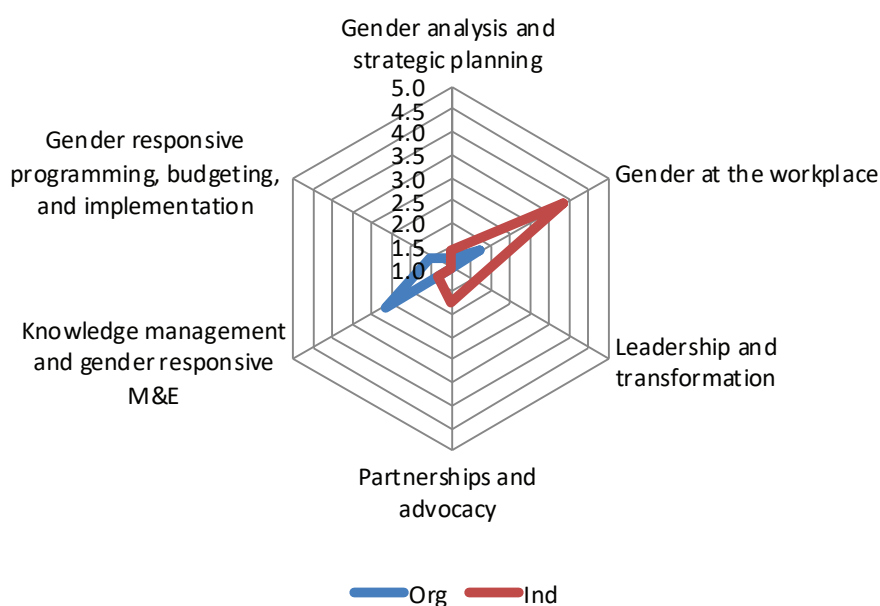 Gender analysis and
strategic planning
5.0
4.5
4.0
3.5
3.0
2.5
2.0
1.5
1.0
Gender at the workplace
Leadership and
transformation
Partnerships and
advocacy
Knowledge management
and gender responsive
M&E
Gender responsive
programming, budgeting,
and implementation
Org Ind